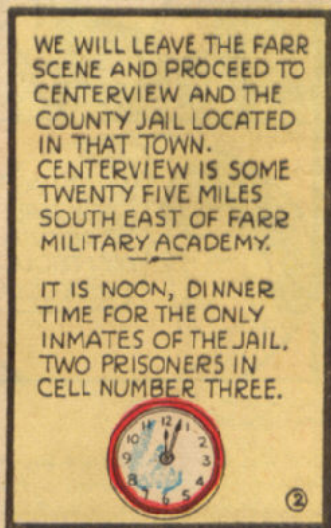 WE WILL LEAVE THE FARR
SCENE AND PROCEED TO
CENTERVIEW AND THE
COUNTY JAIL LOCATED
IN THAT TOWN.
CENTERVIEW IS SOME
TWENTY FIVE MILES
SOUTH EAST OF FARR
MILITARY ACADEMY.
IT IS NOON, DINNER
TIME FOR THE ONLY
INMATES OF THE JAIL.
TWO PRISONERS IN
CELL NUMBER THREE.
11 12 1
10 2
9 3
8 4
7 6 5
2